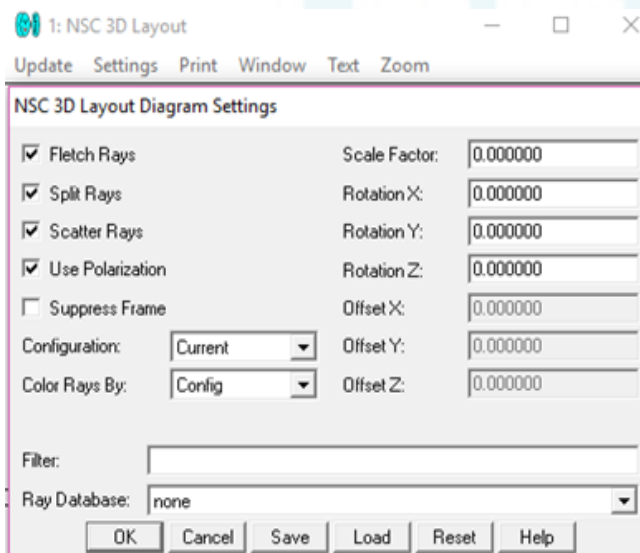 1: NSC 3D Layout
Update Settings Print Window Text Zoom
NSC 3D Layout Diagram Settings
Fletch Rays Scale Factor: 0.000000
Split Rays Rotation X: 0.000000
Scatter Rays Rotation Y: 0.000000
Use Polarization Rotation Z: 0.000000
Suppress Frame Offset X: 0.000000
Configuration: Current Offset Y: 0.000000
Color Rays By: Config Offset Z: 0.000000
Filter:
Ray Database: none
OK Cancel Save Load Reset Help